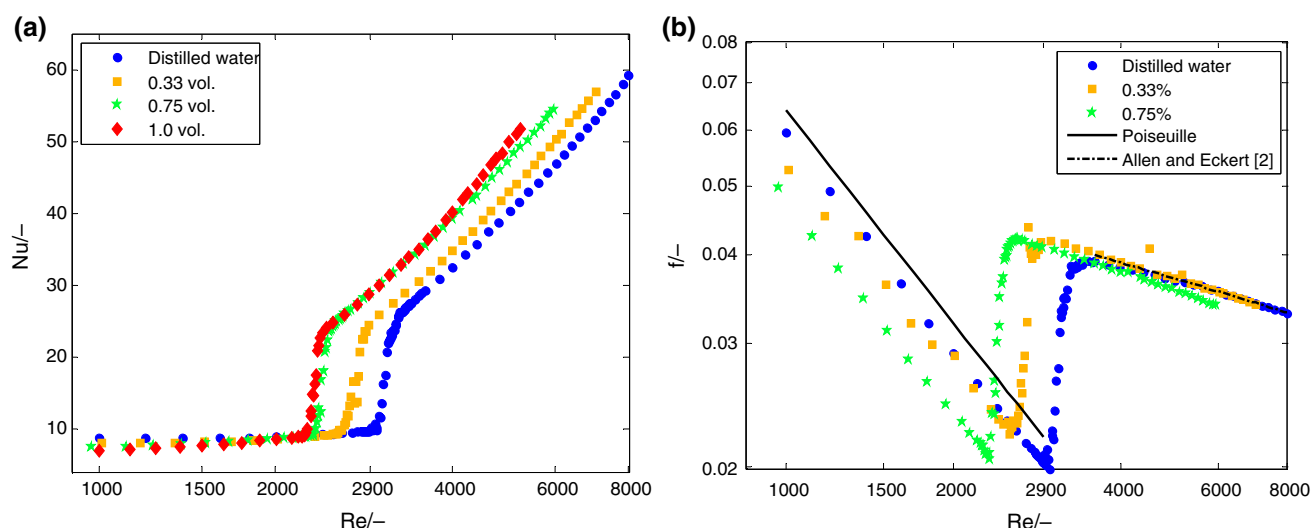 (a)
60
50
40
30
20
10
Nu/–
Distilled water
0.33 vol.
0.75 vol.
1.0 vol.
1000
1500
2000
2900
4000
6000
8000
Re/–
(b)
0.08
0.07
0.06
0.05
0.04
0.03
0.02
f/–
Distilled water
0.33%
0.75%
Poiseuille
Allen and Eckert [2]
1000
1500
2000
2900
4000
6000
8000
Re/–